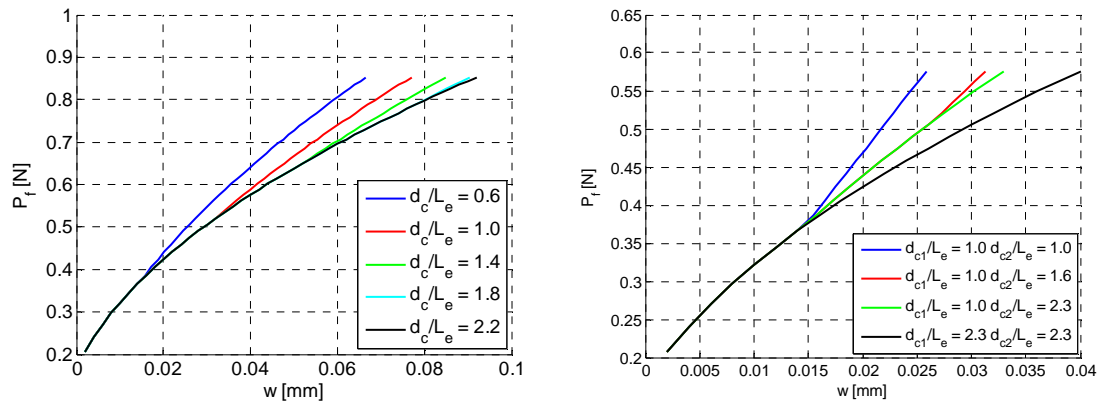 1
0.9
0.8
0.7
0.6
0.5
0.4
0.3
0.2
P_f [N]
0
0.02
0.04
0.06
0.08
0.1
w [mm]
d_c/L_e = 0.6
d_c/L_e = 1.0
d_c/L_e = 1.4
d_c/L_e = 1.8
d_c/L_e = 2.2
0.65
0.6
0.55
0.5
0.45
0.4
0.35
0.3
0.25
0.2
P_f [N]
0
0.005
0.01
0.015
0.02
0.025
0.03
0.035
0.04
w [mm]
d_c1/L_e = 1.0 d_c2/L_e = 1.0
d_c1/L_e = 1.0 d_c2/L_e = 1.6
d_c1/L_e = 1.0 d_c2/L_e = 2.3
d_c1/L_e = 2.3 d_c2/L_e = 2.3